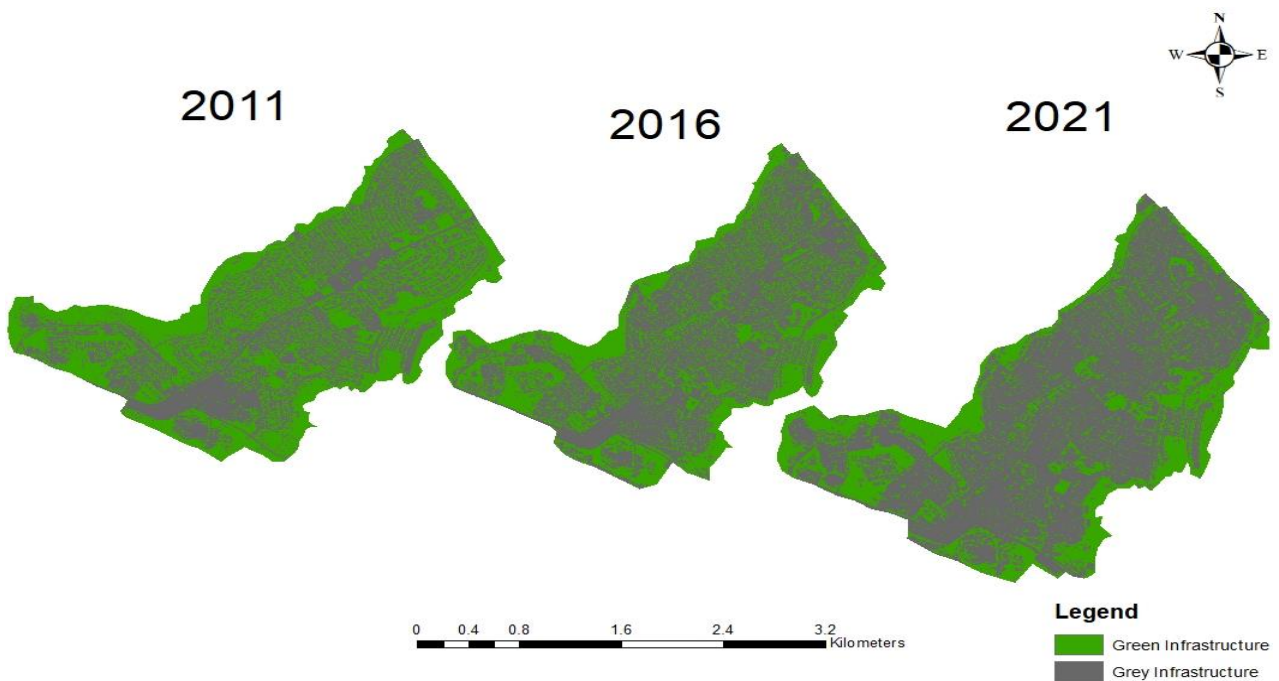 N
W E
S
2011
2016
2021
0 0.4 0.8 1.6 2.4 3.2
Kilometers
Legend
Green Infrastructure
Grey Infrastructure